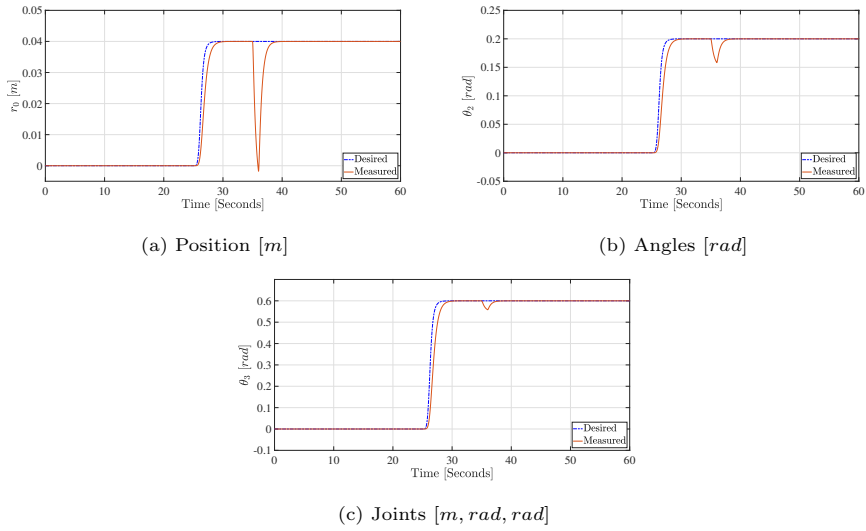 0.05
0.04
0.03
0.02
0.01
0
r₀ [m]
0 10 20 30 40 50 60
Time [Seconds]
Desired
Measured
(a) Position [m]
0.25
0.2
0.15
0.1
0.05
0
-0.05
θ₂ [rad]
0 10 20 30 40 50 60
Time [Seconds]
Desired
Measured
(b) Angles [rad]
0.6
0.5
0.4
0.3
0.2
0.1
0
-0.1
θ₃ [rad]
0 10 20 30 40 50 60
Time [Seconds]
Desired
Measured
(c) Joints [m, rad, rad]